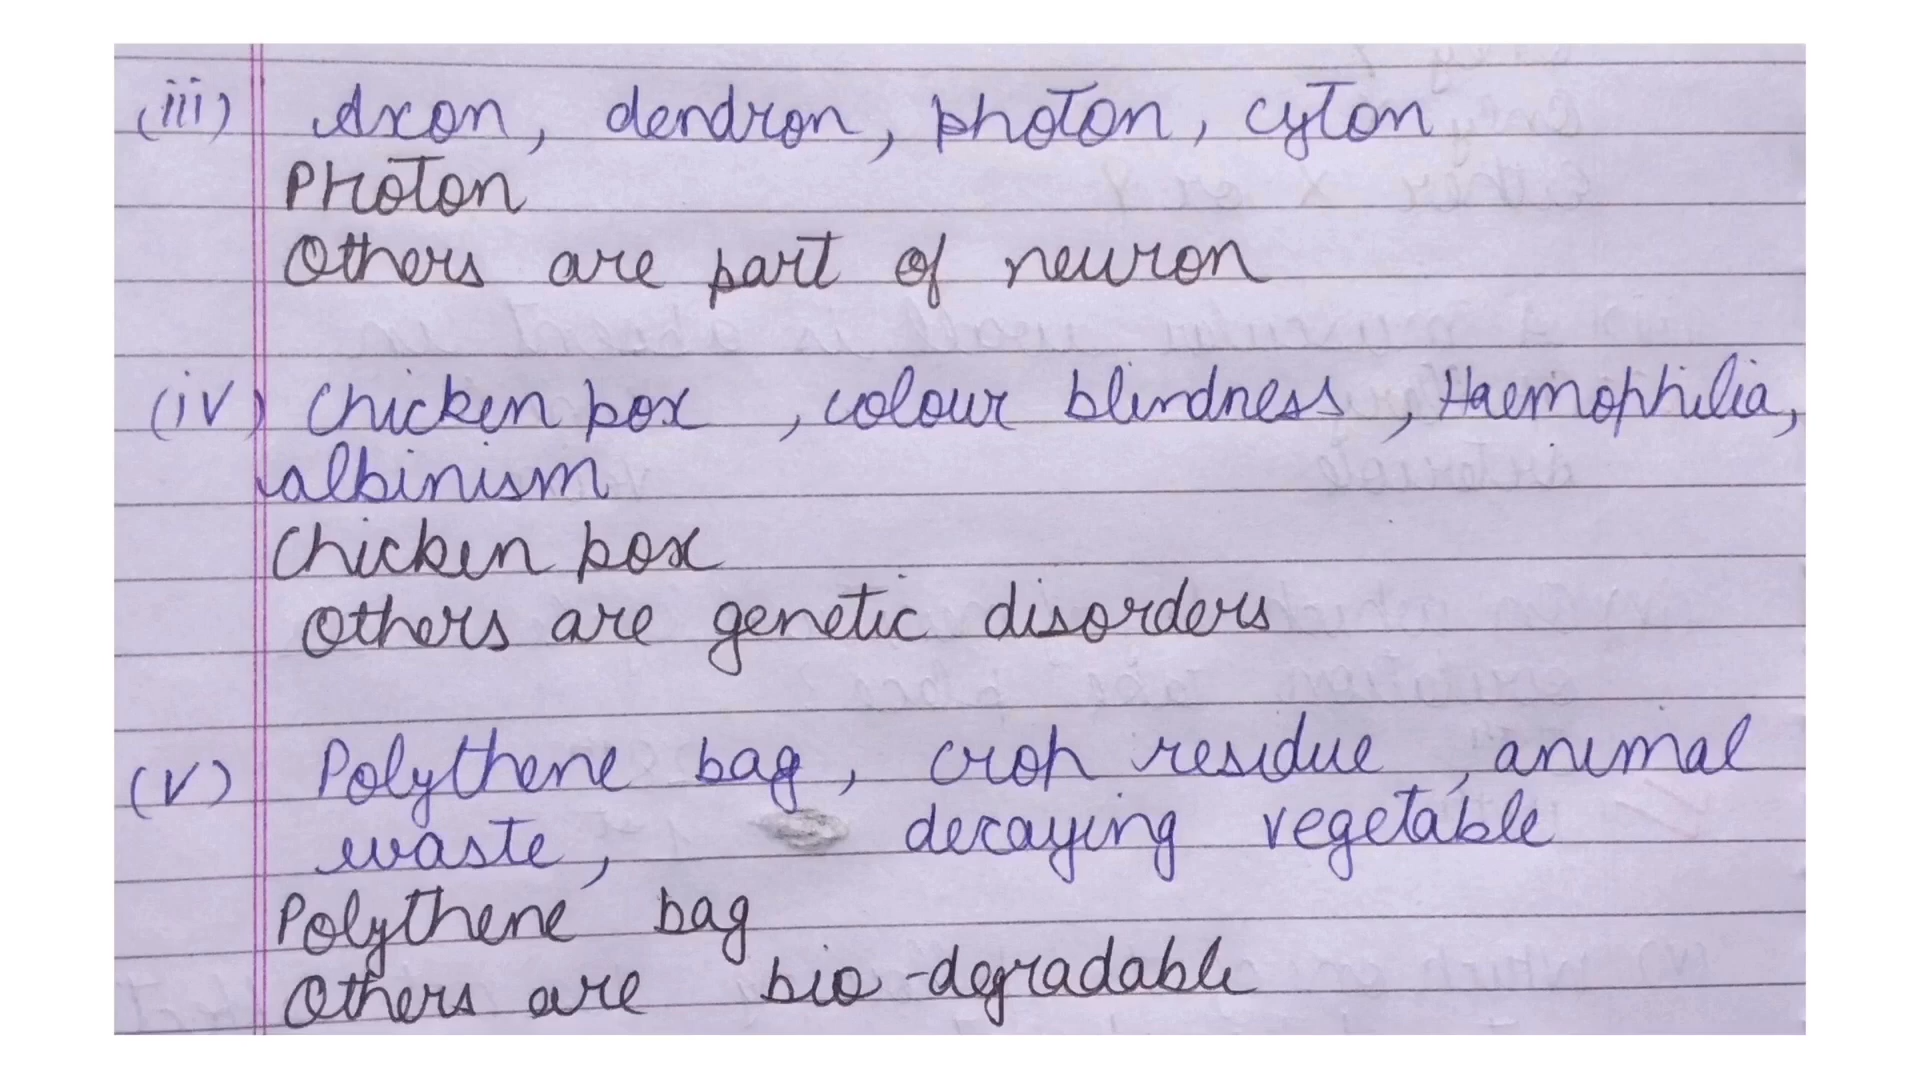 (iii) Axon, dendron, photon, cyton
Photon
Others are part of neuron
(iv) Chicken pox , colour blindness , Haemophilia,
albinism
Chicken pox
Others are genetic disorders
(v) Polythene bag, crop residue , animal
waste, decaying vegetable
Polythene bag
Others are bio-degradable